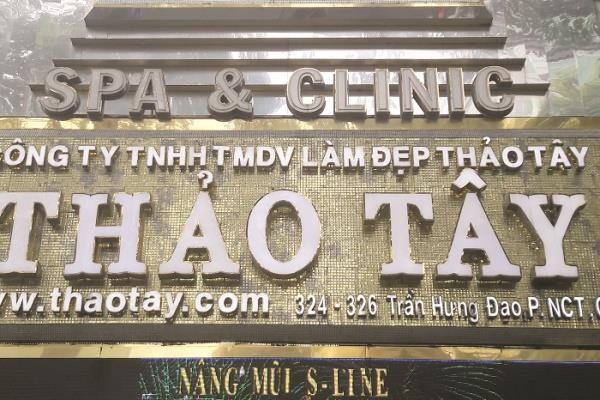 SPA & CLINIC
CÔNG TY TNHH TMDV LÀM ĐẸP THẢO TÂY
THẢO TÂY
www.thaotay.com 324 - 326 Trần Hưng Đạo, P. NCT,
NÂNG MŨI S-LINE